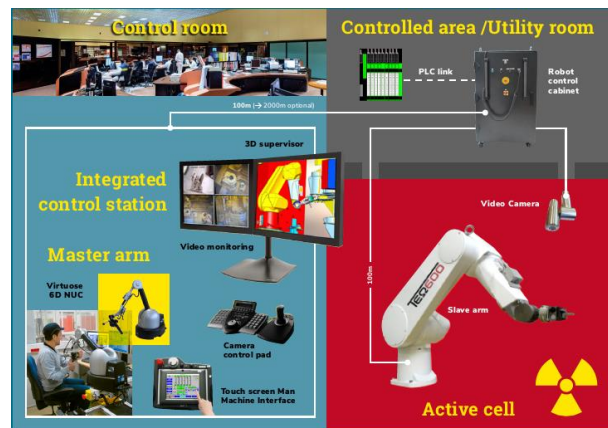 Control room
Controlled area /Utility room
PLC link
Robot
control
cabinet
100m (→ 2000m optional)
3D supervisor
Integrated
control station
Video monitoring
Video Camera
Master arm
Virtuose
6D NUC
100m
TEQ600
Slave arm
Camera
control pad
Touch screen Man
Machine Interface
Active cell